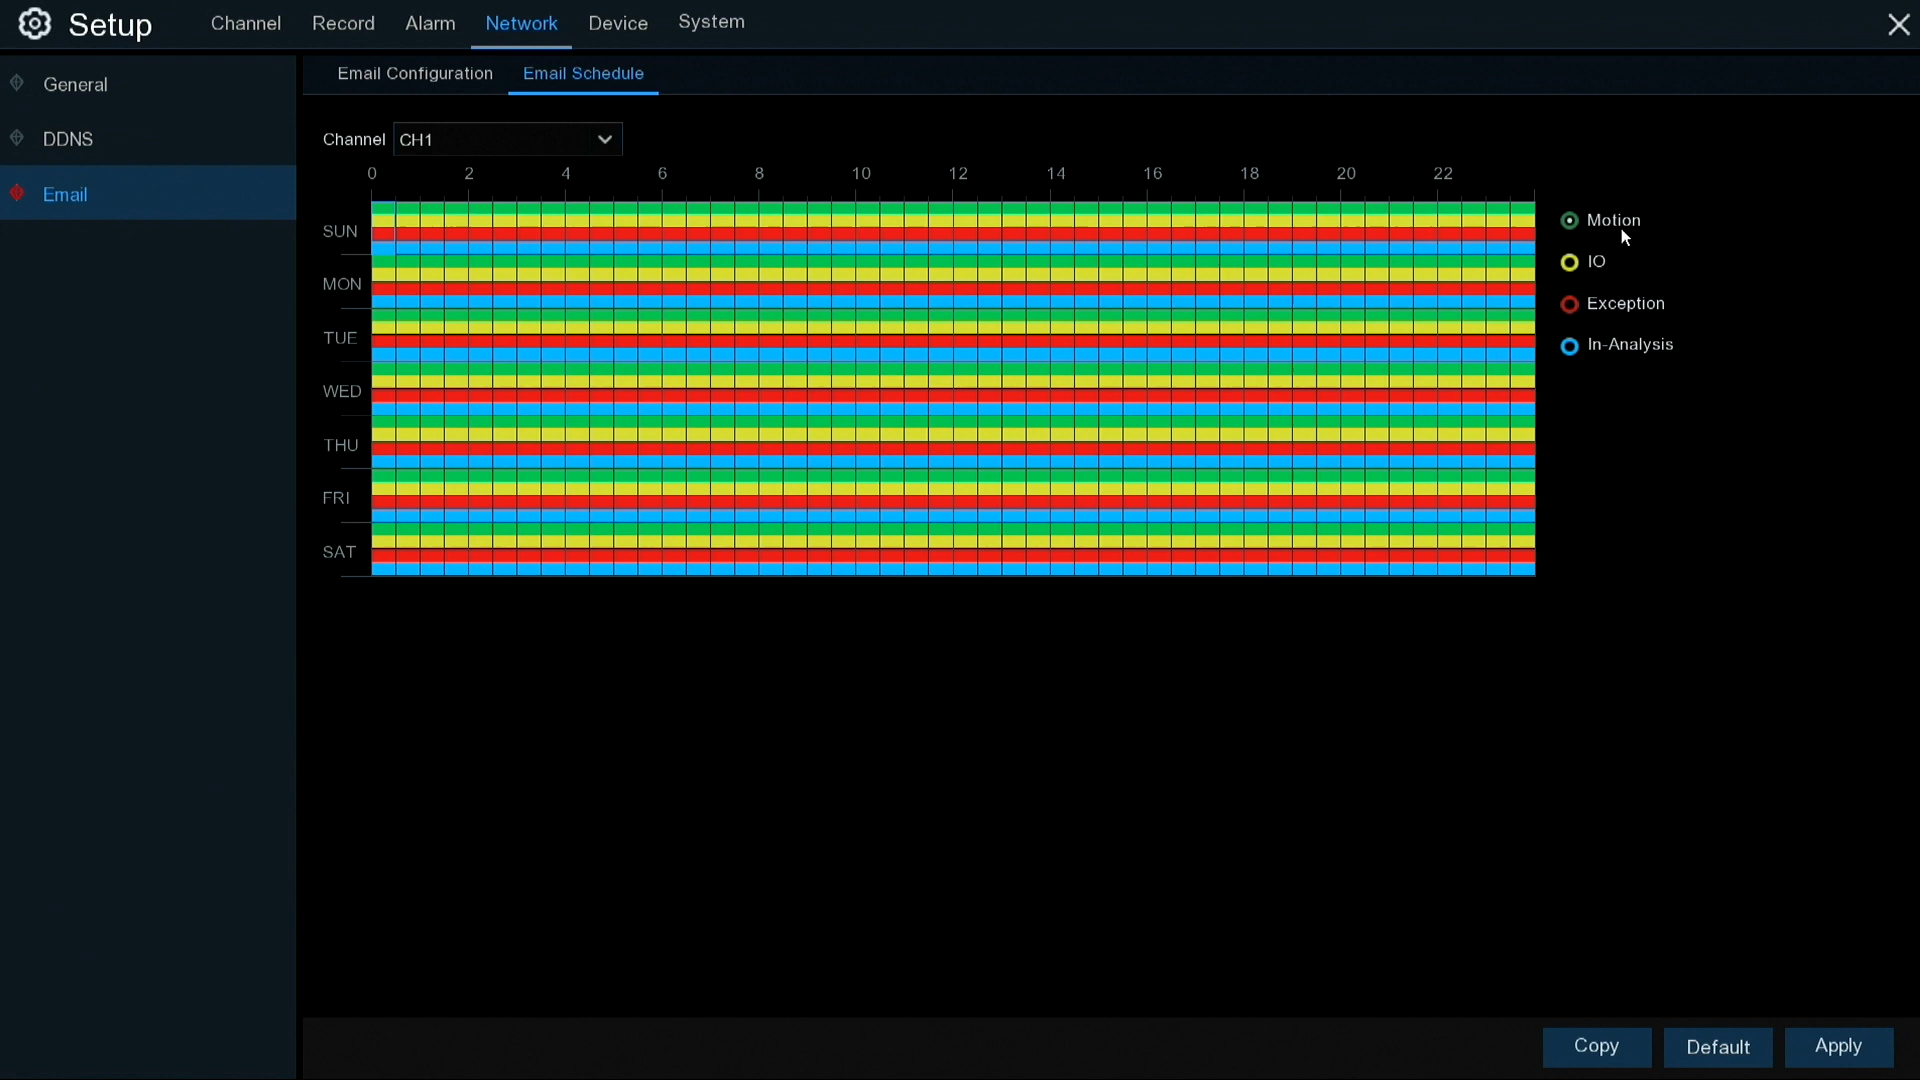 Setup Channel Record Alarm Network Device System
General
DDNS
Email
Email Configuration Email Schedule
Channel CH1
0 2 4 6 8 10 12 14 16 18 20 22
SUN
MON
TUE
WED
THU
FRI
SAT
Motion
IO
Exception
In-Analysis
Copy Default Apply